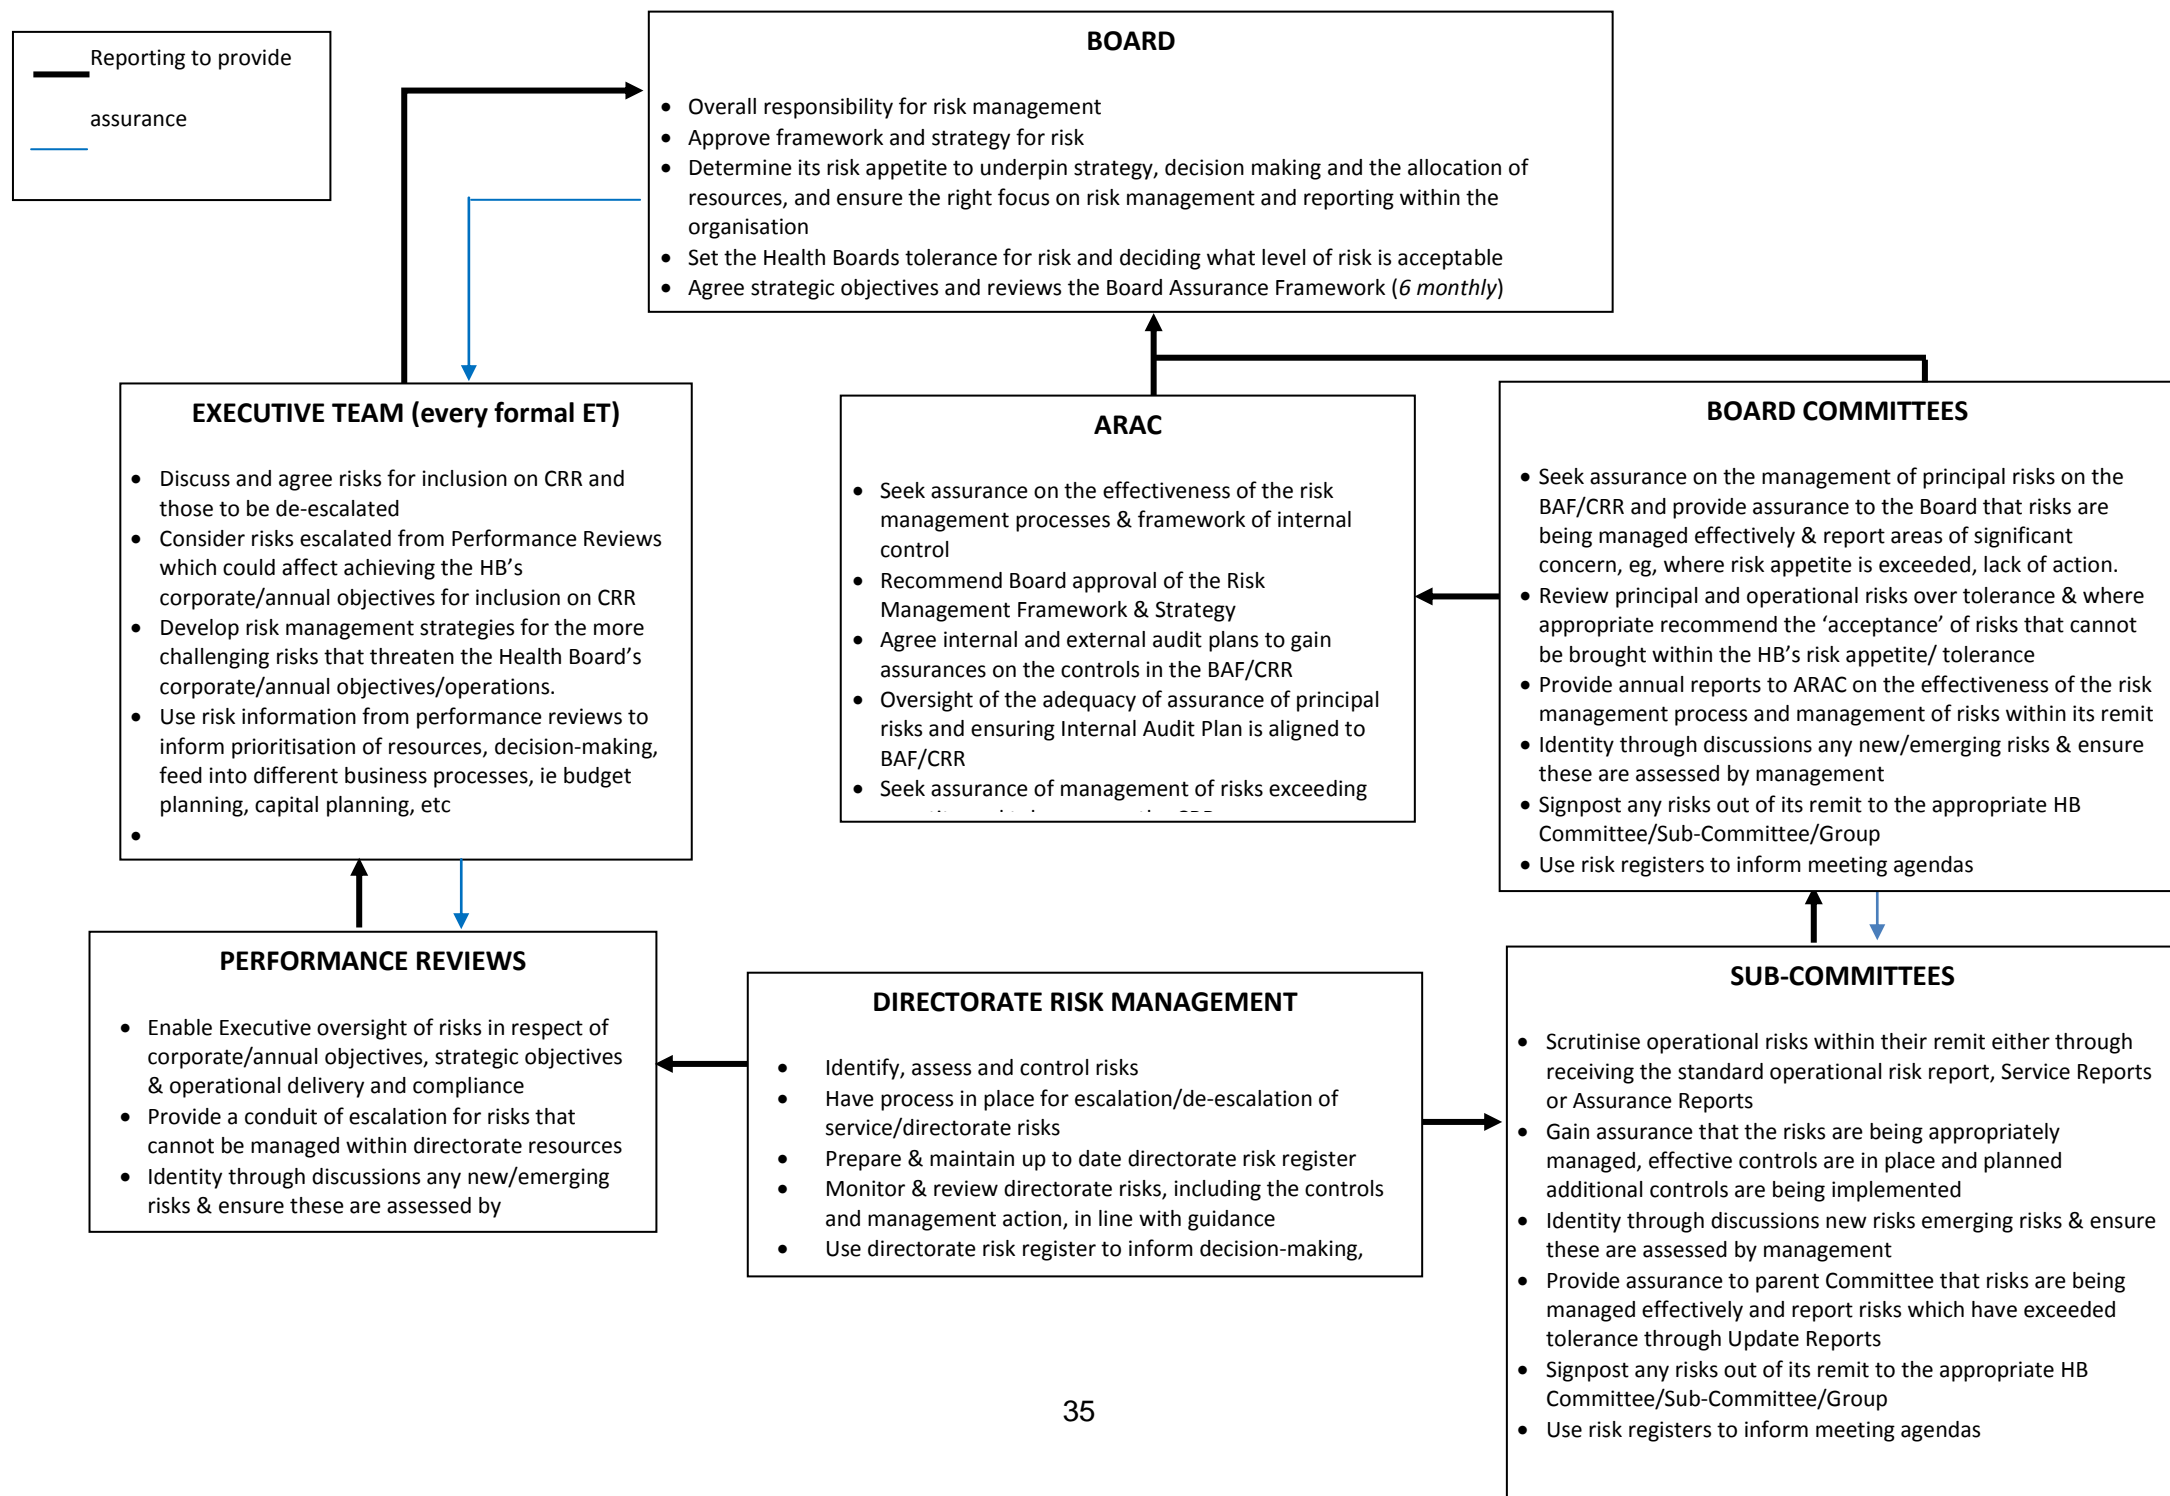 Reporting to provide
assurance
BOARD
• Overall responsibility for risk management
• Approve framework and strategy for risk
• Determine its risk appetite to underpin strategy, decision making and the allocation of
resources, and ensure the right focus on risk management and reporting within the
organisation
• Set the Health Boards tolerance for risk and deciding what level of risk is acceptable
• Agree strategic objectives and reviews the Board Assurance Framework (6 monthly)
EXECUTIVE TEAM (every formal ET)
• Discuss and agree risks for inclusion on CRR and
those to be de-escalated
• Consider risks escalated from Performance Reviews
which could affect achieving the HB's
corporate/annual objectives for inclusion on CRR
• Develop risk management strategies for the more
challenging risks that threaten the Health Board's
corporate/annual objectives/operations.
• Use risk information from performance reviews to
inform prioritisation of resources, decision-making,
feed into different business processes, ie budget
planning, capital planning, etc
•
ARAC
• Seek assurance on the effectiveness of the risk
management processes & framework of internal
control
• Recommend Board approval of the Risk
Management Framework & Strategy
• Agree internal and external audit plans to gain
assurances on the controls in the BAF/CRR
• Oversight of the adequacy of assurance of principal
risks and ensuring Internal Audit Plan is aligned to
BAF/CRR
• Seek assurance of management of risks exceeding
BOARD COMMITTEES
• Seek assurance on the management of principal risks on the
BAF/CRR and provide assurance to the Board that risks are
being managed effectively & report areas of significant
concern, eg, where risk appetite is exceeded, lack of action.
• Review principal and operational risks over tolerance & where
appropriate recommend the 'acceptance' of risks that cannot
be brought within the HB's risk appetite/ tolerance
• Provide annual reports to ARAC on the effectiveness of the risk
management process and management of risks within its remit
• Identity through discussions any new/emerging risks & ensure
these are assessed by management
• Signpost any risks out of its remit to the appropriate HB
Committee/Sub-Committee/Group
• Use risk registers to inform meeting agendas
PERFORMANCE REVIEWS
• Enable Executive oversight of risks in respect of
corporate/annual objectives, strategic objectives
& operational delivery and compliance
• Provide a conduit of escalation for risks that
cannot be managed within directorate resources
• Identity through discussions any new/emerging
risks & ensure these are assessed by
DIRECTORATE RISK MANAGEMENT
• Identify, assess and control risks
• Have process in place for escalation/de-escalation of
service/directorate risks
• Prepare & maintain up to date directorate risk register
• Monitor & review directorate risks, including the controls
and management action, in line with guidance
• Use directorate risk register to inform decision-making,
SUB-COMMITTEES
• Scrutinise operational risks within their remit either through
receiving the standard operational risk report, Service Reports
or Assurance Reports
• Gain assurance that the risks are being appropriately
managed, effective controls are in place and planned
additional controls are being implemented
• Identity through discussions new risks emerging risks & ensure
these are assessed by management
• Provide assurance to parent Committee that risks are being
managed effectively and report risks which have exceeded
tolerance through Update Reports
• Signpost any risks out of its remit to the appropriate HB
Committee/Sub-Committee/Group
• Use risk registers to inform meeting agendas
35